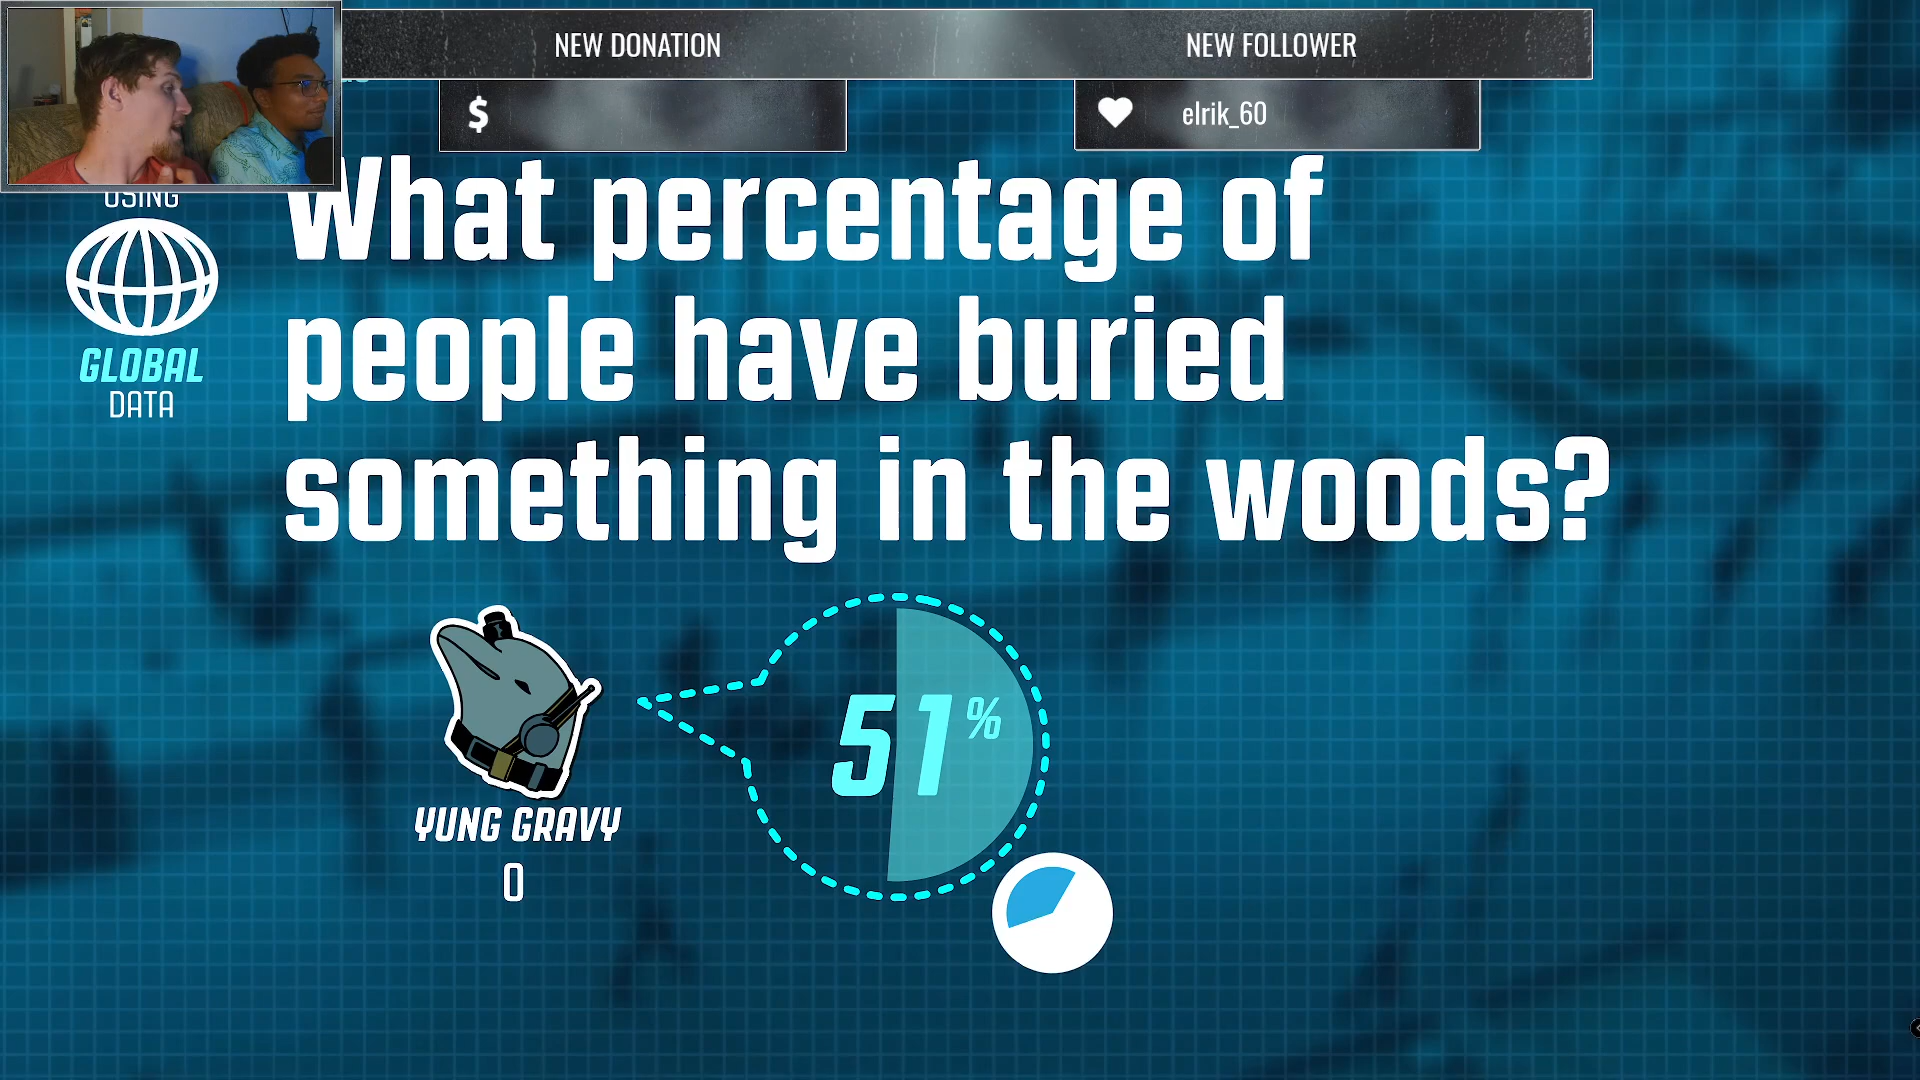 NEW DONATION
NEW FOLLOWER
$
elrik_60
USING
GLOBAL
DATA
What percentage of
people have buried
something in the woods?
51%
YUNG GRAVY
0